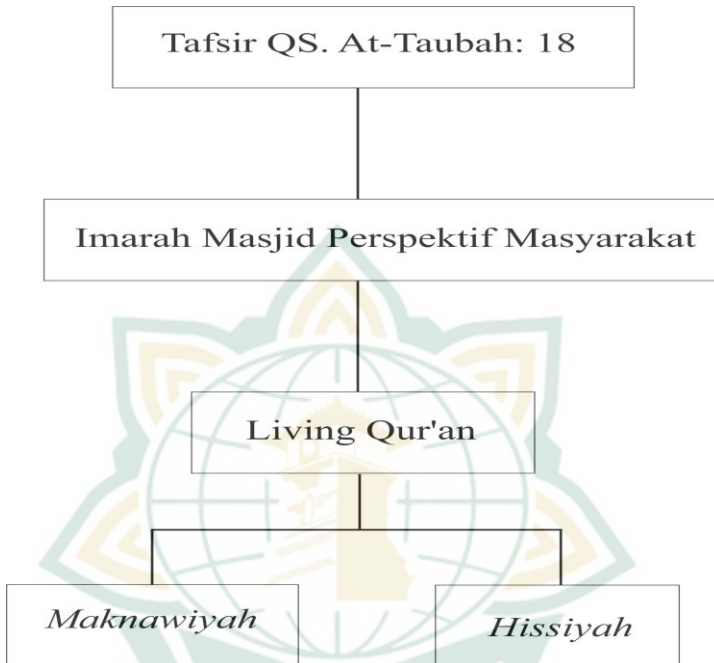 Tafsir QS. At-Taubah: 18
Imarah Masjid Perspektif Masyarakat
Living Qur'an
Maknawiyah
Hissiyah